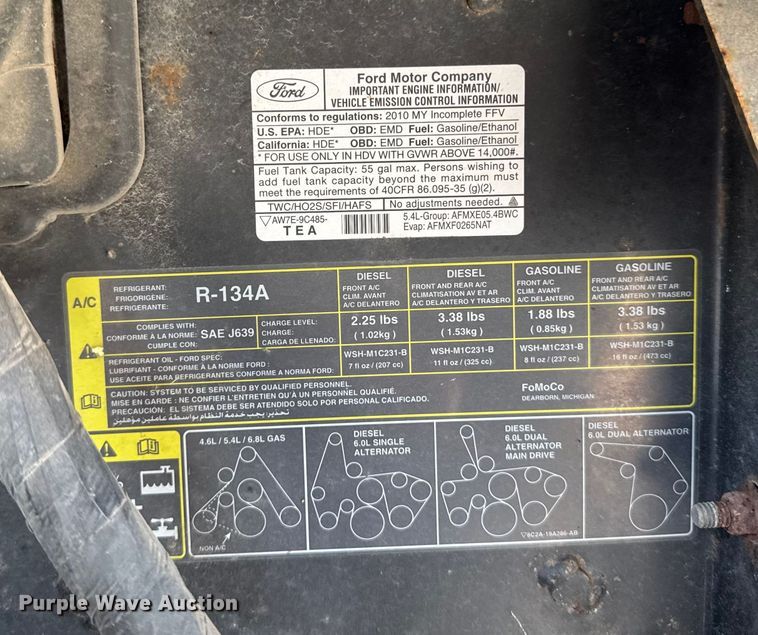 Ford
Ford Motor Company
IMPORTANT ENGINE INFORMATION/
VEHICLE EMISSION CONTROL INFORMATION
Conforms to regulations: 2010 MY Incomplete FFV
U.S. EPA: HDE* OBD: EMD Fuel: Gasoline/Ethanol
California: HDE* OBD: EMD Fuel: Gasoline/Ethanol
* FOR USE ONLY IN HDV WITH GVWR ABOVE 14,000#.
Fuel Tank Capacity: 55 gal max. Persons wishing to
add fuel tank capacity beyond the maximum must
meet the requirements of 40CFR 86.095-35 (g)(2).
TWC/HO2S/SFI/HAFS No adjustments needed.
AW7E-9C485-
TEA
5.4L-Group: AFMXE05.4BWC
Evap: AFMXF0265NAT
A/C
REFRIGERANT:
FRIGORIGÈNE:
REFRIGERANTE:
R-134A
DIESEL
FRONT A/C
CLIM. AVANT
A/C DELANTERO
DIESEL
FRONT AND REAR A/C
CLIMATISATION AV ET AR
A/C DELANTERO Y TRASERO
GASOLINE
FRONT A/C
CLIM. AVANT
A/C DELANTERO
GASOLINE
FRONT AND REAR A/C
CLIMATISATION AV ET AR
A/C DELANTERO Y TRASERO
COMPLIES WITH:
CONFORME À LA NORME:
CUMPLE CON:
SAE J639
CHARGE LEVEL:
CHARGE:
CARGA DE LLENADO:
2.25 lbs
(1.02kg )
3.38 lbs
(1.53kg)
1.88 lbs
(0.85kg)
3.38 lbs
(1.53 kg)
REFRIGERANT OIL - FORD SPEC:
LUBRIFIANT - CONFORME À LA NORME FORD :
USE ACEITE PARA REFRIGERANTES CONFORME A NORMA FORD:
WSH-M1C231-B
7 fl oz/ (207 cc)
WSH-M1C231-B
11 fl oz/ (325 cc)
WSH-M1C231-B
8 fl oz/ (237 cc)
WSH-M1C231-B
16 fl oz/ (473 cc)
CAUTION: SYSTEM TO BE SERVICED BY QUALIFIED PERSONNEL.
MISE EN GARDE : NE CONFIER L'ENTRETIEN QU'A UN PERSONNEL QUALIFIÉ.
PRECAUCION: EL SISTEMA DEBE SER ATENDIDO SOLO POR PERSONAL CALIFICADO.
تحذير: يجب خدمة النظام بواسطة عاملين مؤهلين
FoMoCo
DEARBORN, MICHIGAN
4.6L / 5.4L / 6.8L GAS
NON A/C
DIESEL
6.0L SINGLE
ALTERNATOR
DIESEL
6.0L DUAL
ALTERNATOR
MAIN DRIVE
8C2A-19A286-AB
DIESEL
6.0L DUAL ALTERNATOR
Purple Wave Auction